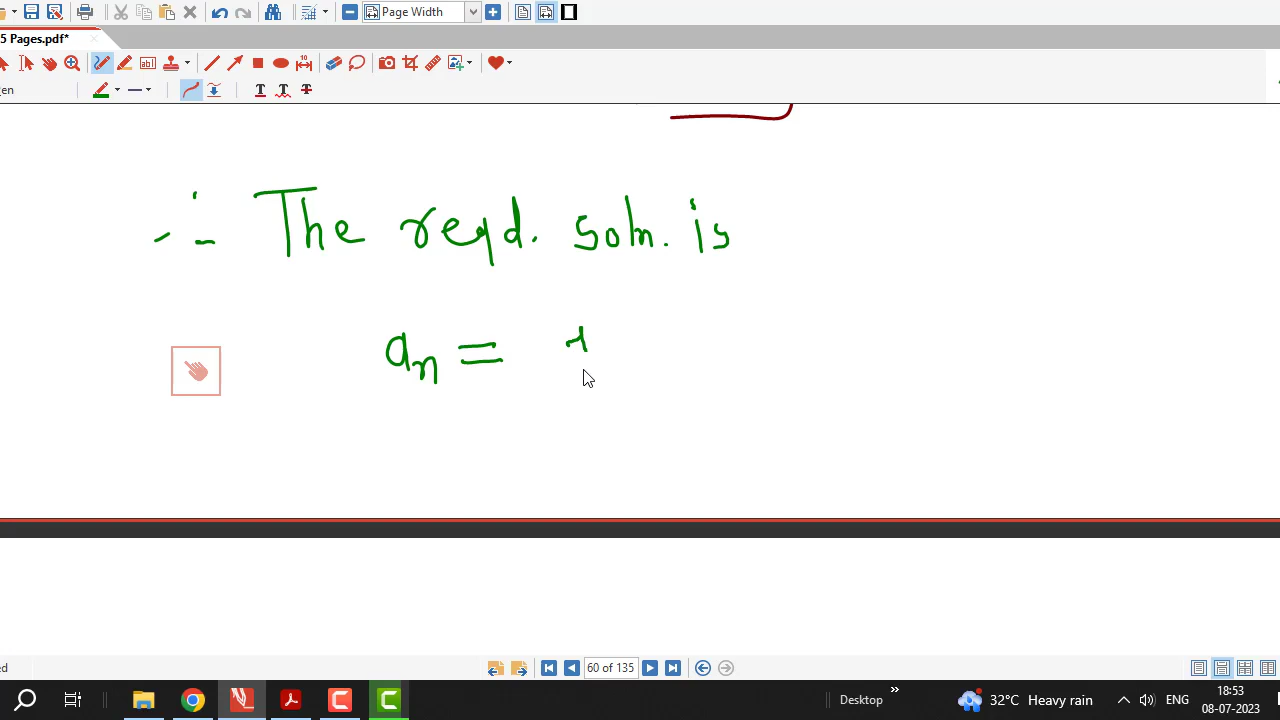 Page Width
5 Pages.pdf*
10
T T T
∴ The reqd. soln. is
aₙ =
60 of 135
Desktop
32°C Heavy rain
ENG
18:53
08-07-2023